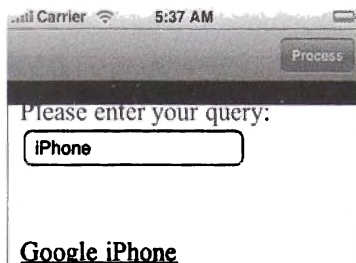 Carrier 5:37 AM
Process
Please enter your query:
iPhone
Google iPhone